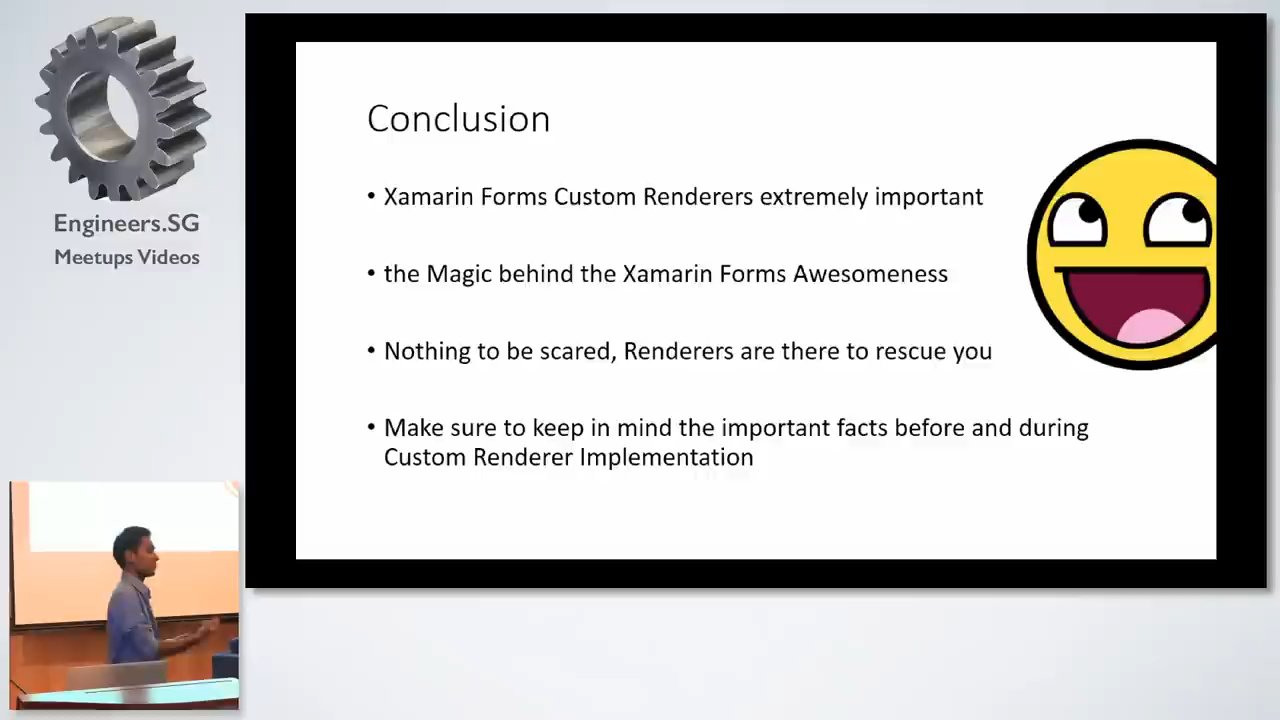 Engineers.SG
Meetups Videos
Conclusion
• Xamarin Forms Custom Renderers extremely important
• the Magic behind the Xamarin Forms Awesomeness
• Nothing to be scared, Renderers are there to rescue you
• Make sure to keep in mind the important facts before and during
Custom Renderer Implementation